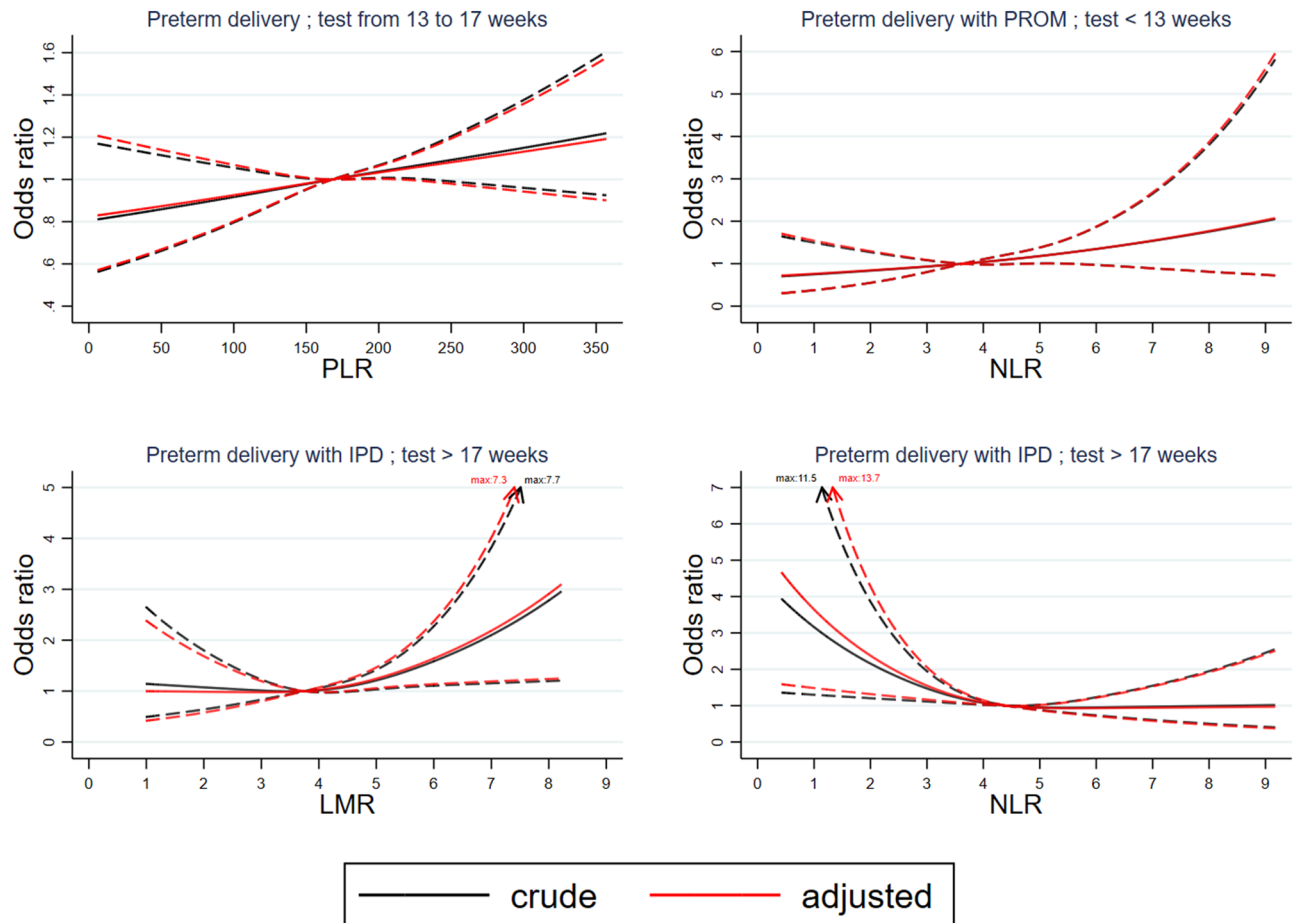 Preterm delivery ; test from 13 to 17 weeks
Odds ratio
.4 .6 .8 1 1.2 1.4 1.6
0 50 100 150 200 250 300 350
PLR
Preterm delivery with PROM ; test < 13 weeks
Odds ratio
0 1 2 3 4 5 6
0 1 2 3 4 5 6 7 8 9
NLR
Preterm delivery with IPD ; test > 17 weeks
max:7.3 max:7.7
Odds ratio
0 1 2 3 4 5
0 1 2 3 4 5 6 7 8 9
LMR
Preterm delivery with IPD ; test > 17 weeks
max:11.5 max:13.7
Odds ratio
0 1 2 3 4 5 6 7
0 1 2 3 4 5 6 7 8 9
NLR
crude adjusted